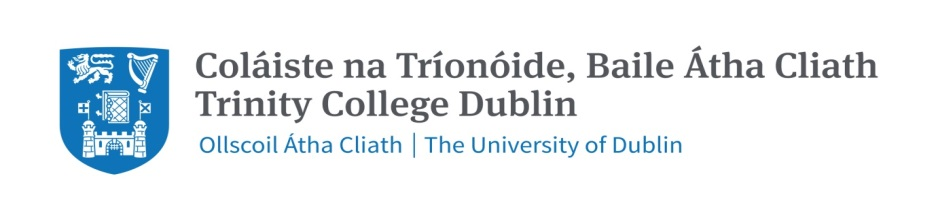 Coláiste na Tríonóide, Baile Átha Cliath
Trinity College Dublin
Ollscoil Átha Cliath | The University of Dublin